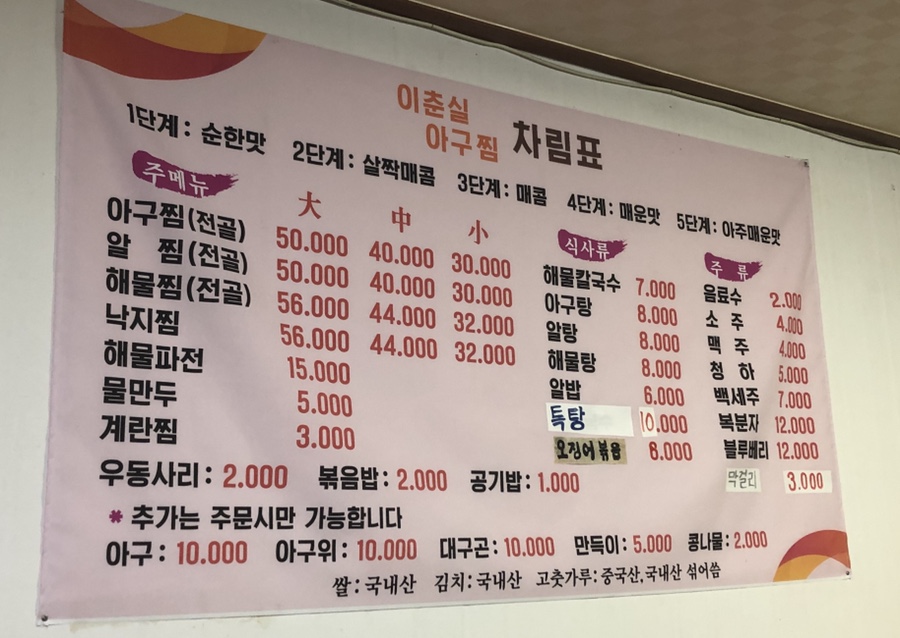 이춘실
아구찜 차림표
1단계: 순한맛 2단계: 살짝매콤 3단계: 매콤 4단계: 매운맛 5단계: 아주매운맛
주메뉴 大 中 小
아구찜(전골) 50.000 40.000 30.000
알 찜(전골) 50.000 40.000 30.000
해물찜(전골) 56.000 44.000 32.000
낙지찜 56.000 44.000 32.000
해물파전 15.000
물만두 5.000
계란찜 3.000
식사류
해물칼국수 7.000
아구탕 8.000
알탕 8.000
해물탕 8.000
알밥 6.000
특탕 10.000
오징어볶음 8.000
주 류
음료수 2.000
소 주 4.000
맥 주 4.000
청 하 5.000
백세주 7.000
복분자 12.000
블루베리 12.000
막걸리 3.000
우동사리: 2.000 볶음밥: 2.000 공기밥: 1.000
* 추가는 주문시만 가능합니다
아구: 10.000 아구위: 10.000 대구곤: 10.000 만득이: 5.000 콩나물: 2.000
쌀: 국내산 김치: 국내산 고춧가루: 중국산, 국내산 섞어씀